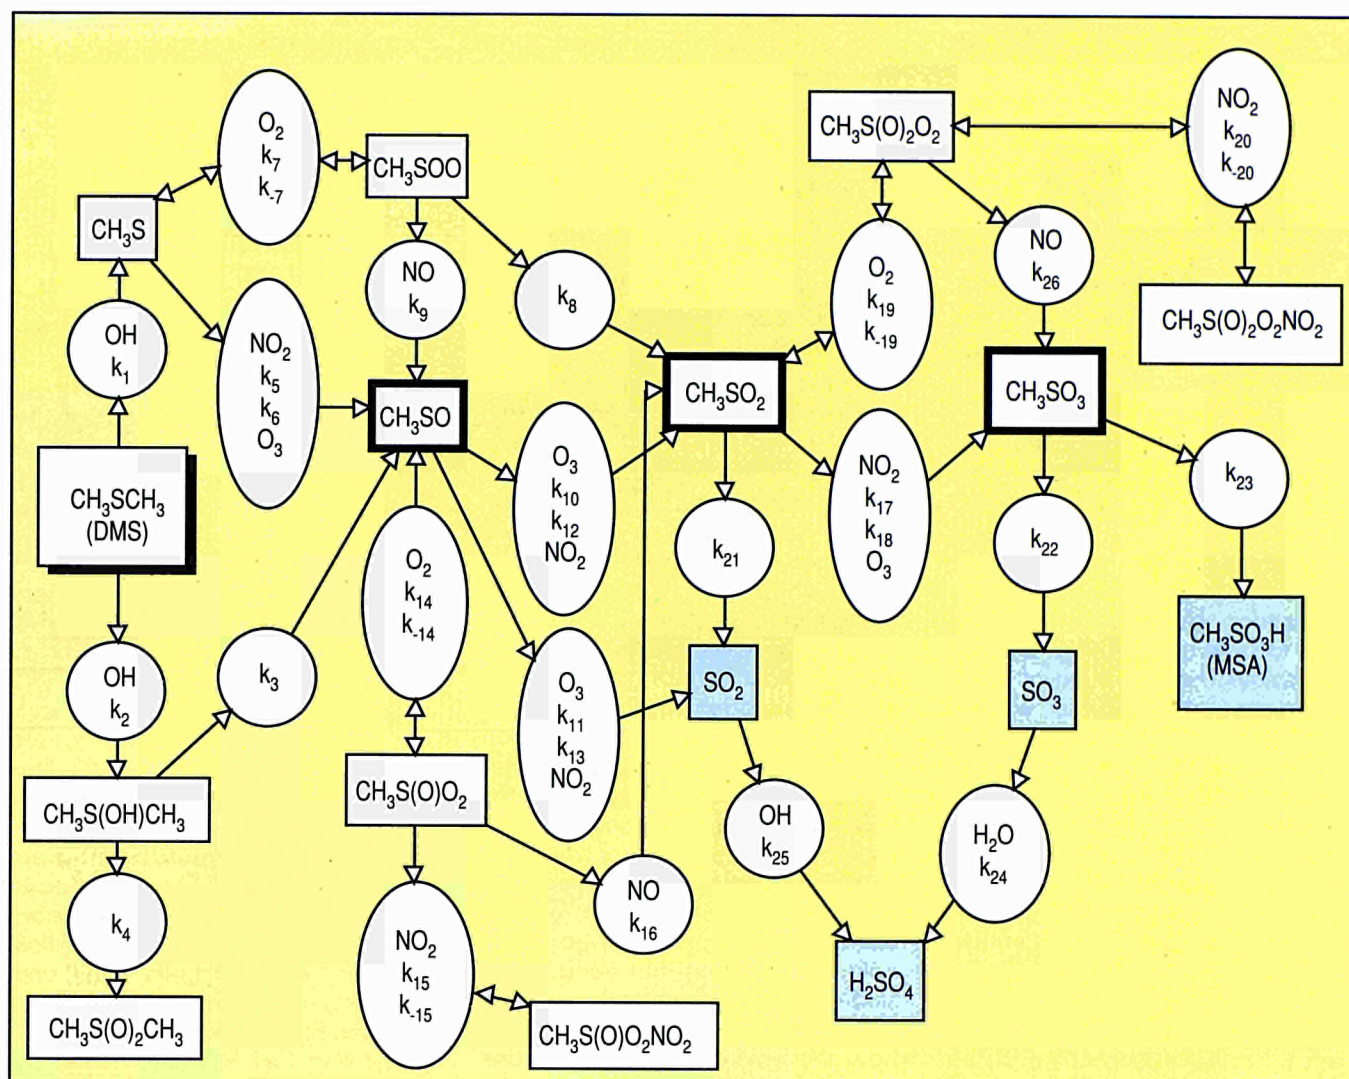 O₂
k₇
k₋₇
CH₃SOO
CH₃S
OH
k₁
NO₂
k₅
k₆
O₃
NO
k₉
k₈
CH₃SO
CH₃SCH₃
(DMS)
OH
k₂
k₃
CH₃S(OH)CH₃
k₄
CH₃S(O)₂CH₃
O₂
k₁₄
k₋₁₄
CH₃S(O)O₂
NO₂
k₁₅
k₋₁₅
CH₃S(O)O₂NO₂
O₃
k₁₀
k₁₂
NO₂
O₃
k₁₁
k₁₃
NO₂
NO
k₁₆
CH₃SO₂
k₂₁
SO₂
OH
k₂₅
H₂SO₄
CH₃S(O)₂O₂
O₂
k₁₉
k₋₁₉
NO₂
k₁₇
k₁₈
O₃
NO
k₂₆
CH₃SO₃
k₂₂
SO₃
H₂O
k₂₄
NO₂
k₂₀
k₋₂₀
CH₃S(O)₂O₂NO₂
k₂₃
CH₃SO₃H
(MSA)